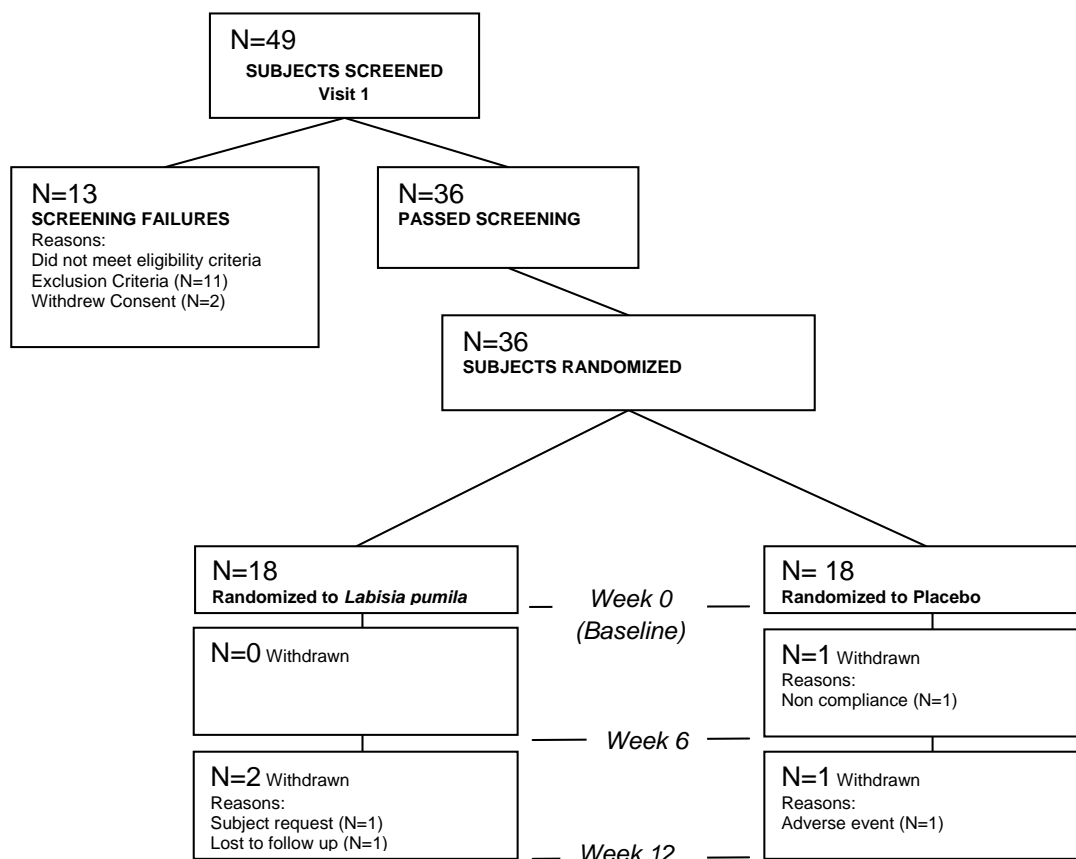 N=49
SUBJECTS SCREENED
Visit 1
N=13
SCREENING FAILURES
Reasons:
Did not meet eligibility criteria
Exclusion Criteria (N=11)
Withdrew Consent (N=2)
N=36
PASSED SCREENING
N=36
SUBJECTS RANDOMIZED
N=18
Randomized to Labisia pumila
Week 0
(Baseline)
N= 18
Randomized to Placebo
N=0 Withdrawn
N=1 Withdrawn
Reasons:
Non compliance (N=1)
Week 6
N=2 Withdrawn
Reasons:
Subject request (N=1)
Lost to follow up (N=1)
N=1 Withdrawn
Reasons:
Adverse event (N=1)
Week 12